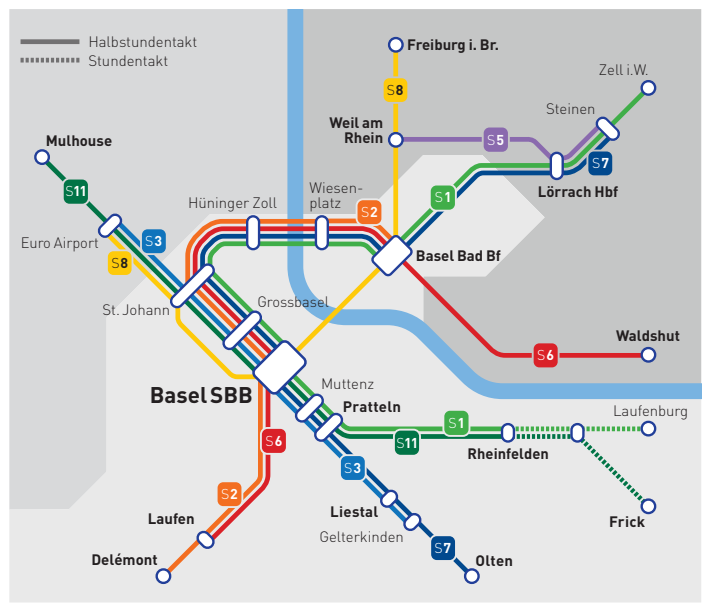 Halbstundentakt
Stundentakt
Freiburg i. Br.
Zell i.W.
S8
Steinen
Weil am
Rhein
S5
Mulhouse
S7
S11
Lörrach Hbf
Wiesen-
platz
S1
Hüninger Zoll
S2
S3
Euro Airport
S8
Basel Bad Bf
St. Johann
Grossbasel
Waldshut
S6
Basel SBB
Muttenz
Pratteln
Laufenburg
S1
S6
S11
Rheinfelden
S3
S2
Liestal
Laufen
Frick
Gelterkinden
S7
Delémont
Olten